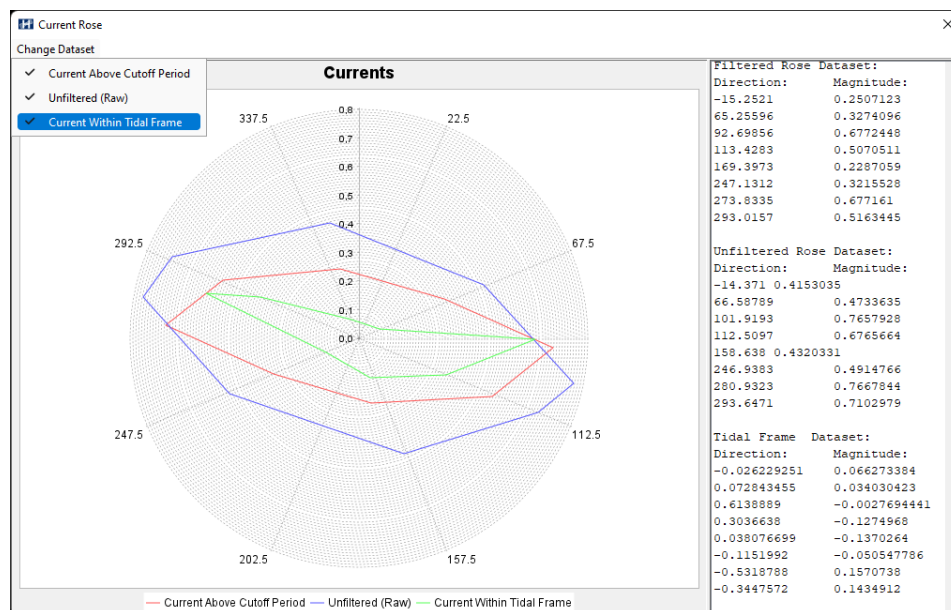 Current Rose
Change Dataset
Current Above Cutoff Period
Unfiltered (Raw)
Current Within Tidal Frame
Currents
337.5
22.5
292.5
67.5
247.5
112.5
202.5
157.5
0,8
0,7
0,6
0,5
0,4
0,3
0,2
0,1
0,0
Current Above Cutoff Period
Unfiltered (Raw)
Current Within Tidal Frame
Filtered Rose Dataset:
Direction: Magnitude:
-15.2521 0.2507123
65.25596 0.3274096
92.69856 0.6772448
113.4283 0.5070511
169.3973 0.2287059
247.1312 0.3215528
273.8335 0.677161
293.0157 0.5163445
Unfiltered Rose Dataset:
Direction: Magnitude:
-14.371 0.4153035
66.58789 0.4733635
101.9193 0.7657928
112.5097 0.6765664
158.638 0.4320331
246.9383 0.4914766
280.9323 0.7667844
293.6471 0.7102979
Tidal Frame Dataset:
Direction: Magnitude:
-0.026229251 0.066273384
0.072843455 0.034030423
0.6138889 -0.0027694441
0.3036638 -0.1274968
0.038076699 -0.1370264
-0.1151992 -0.050547786
-0.5318788 0.1570738
-0.3447572 0.1434912